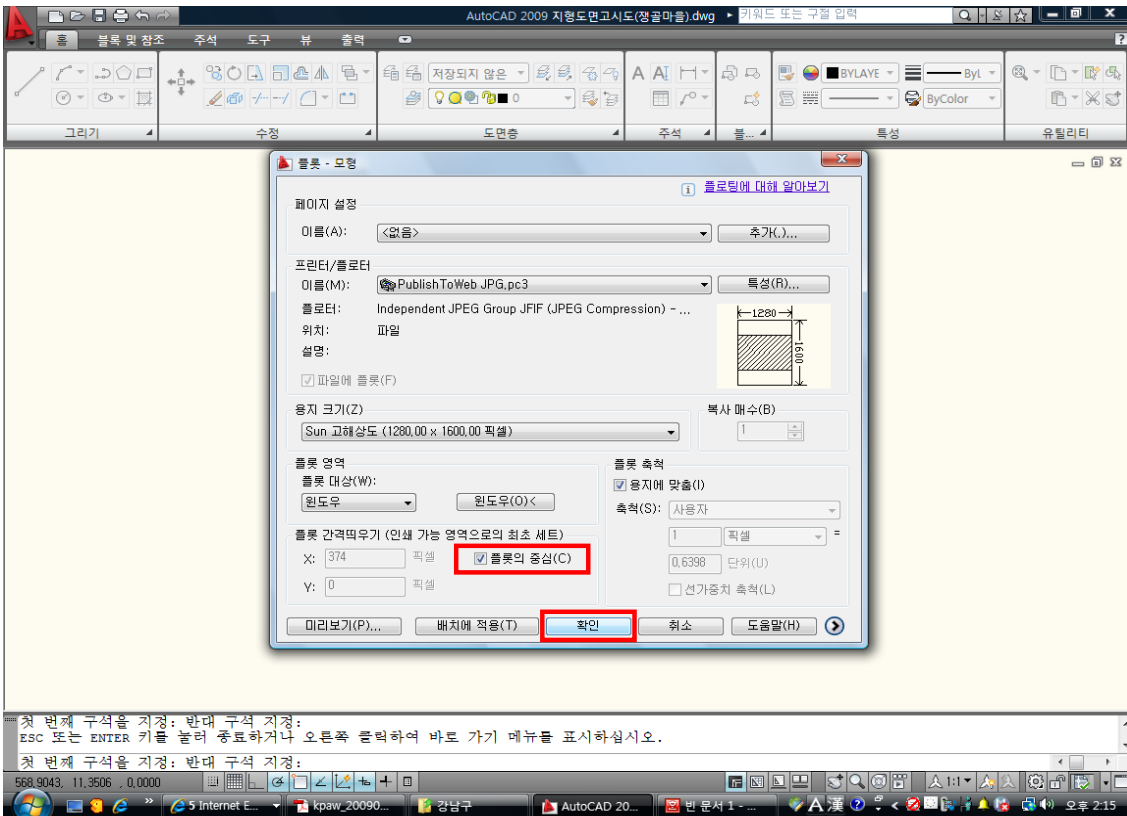 AutoCAD 2009 지형도면고시도(쟁골마을).dwg
키워드 또는 구절 입력
홈 블록 및 참조 주석 도구 뷰 출력
저장되지 않은 BYLAYE ByL
0 ByColor
그리기 수정 도면층 주석 블... 특성 유틸리티
플롯 - 모형
플로팅에 대해 알아보기
페이지 설정
이름(A): <없음> 추가(.)...
프린터/플로터
이름(M): PublishToWeb JPG.pc3 특성(R)...
플로터: Independent JPEG Group JFIF (JPEG Compression) - ...
위치: 파일
설명:
1280
1600
파일에 플롯(F)
용지 크기(Z) 복사 매수(B)
Sun 고해상도 (1280,00 x 1600,00 픽셀) 1
플롯 영역 플롯 축척
플롯 대상(W): 용지에 맞춤(I)
윈도우 윈도우(O)< 축척(S): 사용자
플롯 간격띄우기 (인쇄 가능 영역으로의 최초 세트) 1 픽셀 =
X: 374 픽셀 플롯의 중심(C) 0,6398 단위(U)
Y: 0 픽셀 선가중치 축척(L)
미리보기(P)... 배치에 적용(T) 확인 취소 도움말(H)
첫 번째 구석을 지정: 반대 구석 지정:
ESC 또는 ENTER 키를 눌러 종료하거나 오른쪽 클릭하여 바로 가기 메뉴를 표시하십시오.
첫 번째 구석을 지정: 반대 구석 지정:
568.9043, 11.3506 , 0.0000 1:1
5 Internet E... kpaw_20090... 강남구 AutoCAD 20... 빈 문서 1 - ... A 漢 오후 2:15